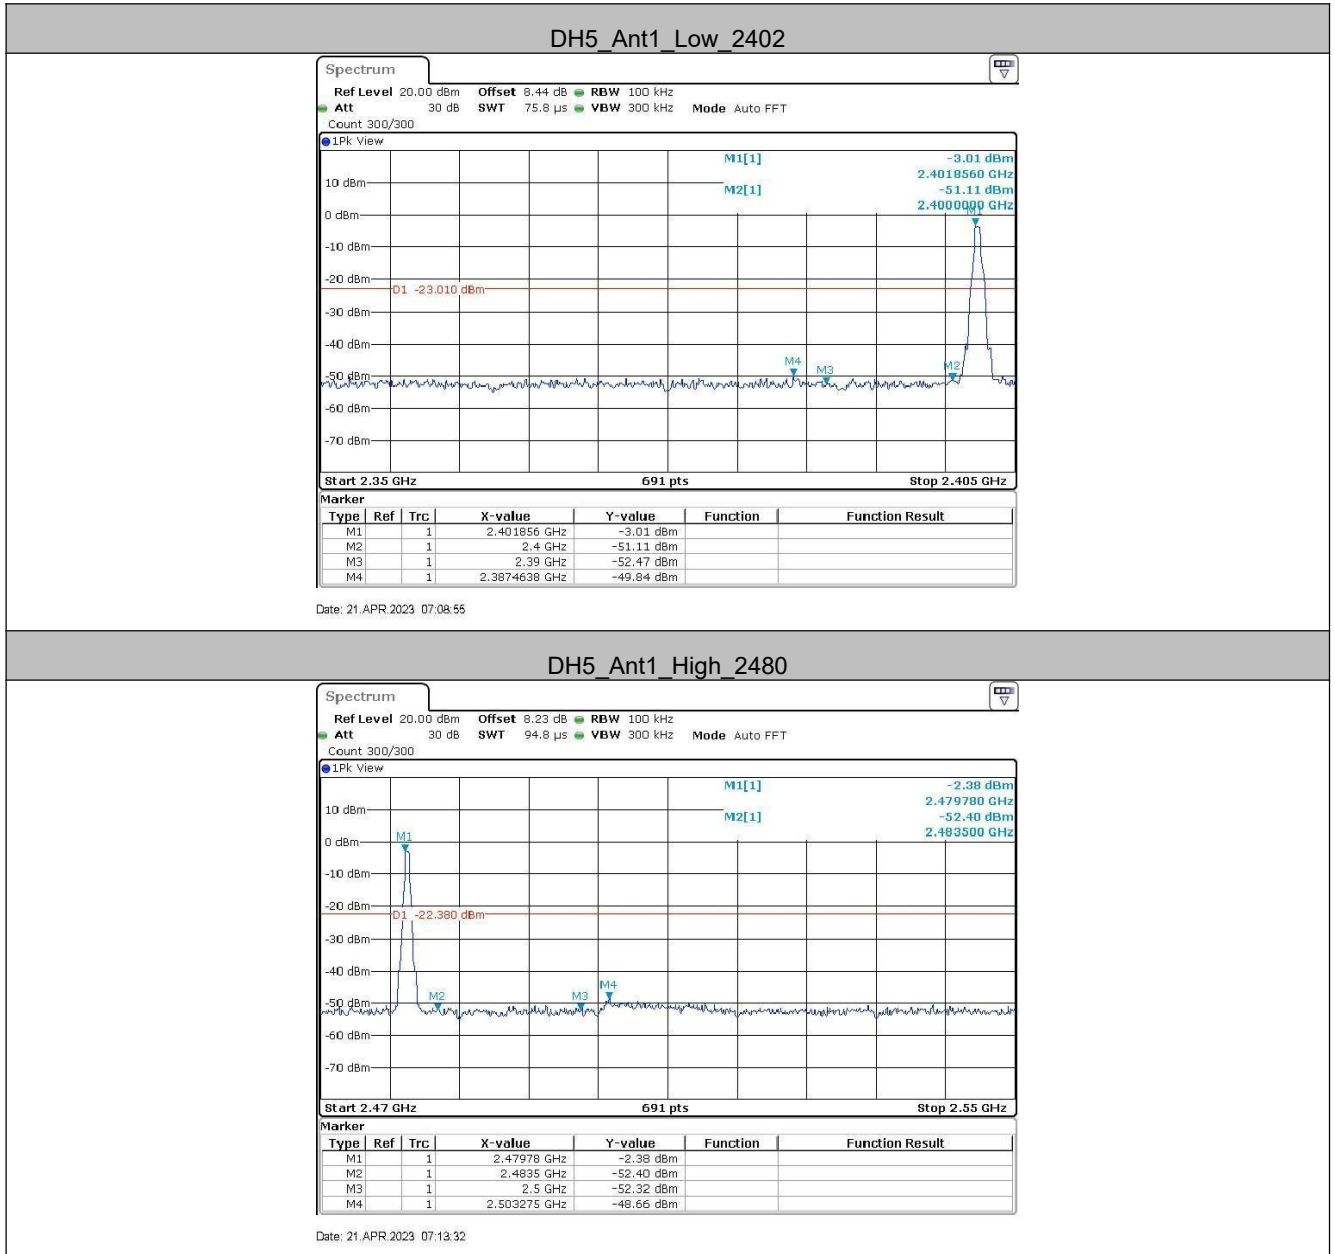 DH5_Ant1_Low_2402
Spectrum
Ref Level 20.00 dBm Offset 8.44 dB RBW 100 kHz
Att 30 dB SWT 75.8 µs VBW 300 kHz Mode Auto FFT
Count 300/300
1Pk View
M1[1] -3.01 dBm
2.4018560 GHz
10 dBm
M2[1] -51.11 dBm
2.4000000 GHz
M1
0 dBm
-10 dBm
-20 dBm
D1 -23.010 dBm
-30 dBm
-40 dBm
M4 M3 M2
-50 dBm
-60 dBm
-70 dBm
Start 2.35 GHz 691 pts Stop 2.405 GHz
Marker
Type Ref Trc X-value Y-value Function Function Result
M1 1 2.401856 GHz -3.01 dBm
M2 1 2.4 GHz -51.11 dBm
M3 1 2.39 GHz -52.47 dBm
M4 1 2.3874638 GHz -49.84 dBm
Date: 21.APR.2023 07:08:55
DH5_Ant1_High_2480
Spectrum
Ref Level 20.00 dBm Offset 8.23 dB RBW 100 kHz
Att 30 dB SWT 94.8 µs VBW 300 kHz Mode Auto FFT
Count 300/300
1Pk View
M1[1] -2.38 dBm
2.479780 GHz
10 dBm
M2[1] -52.40 dBm
2.483500 GHz
M1
0 dBm
-10 dBm
-20 dBm
D1 -22.380 dBm
-30 dBm
-40 dBm
M2 M3 M4
-50 dBm
-60 dBm
-70 dBm
Start 2.47 GHz 691 pts Stop 2.55 GHz
Marker
Type Ref Trc X-value Y-value Function Function Result
M1 1 2.47978 GHz -2.38 dBm
M2 1 2.4835 GHz -52.40 dBm
M3 1 2.5 GHz -52.32 dBm
M4 1 2.503275 GHz -48.66 dBm
Date: 21.APR.2023 07:13:32